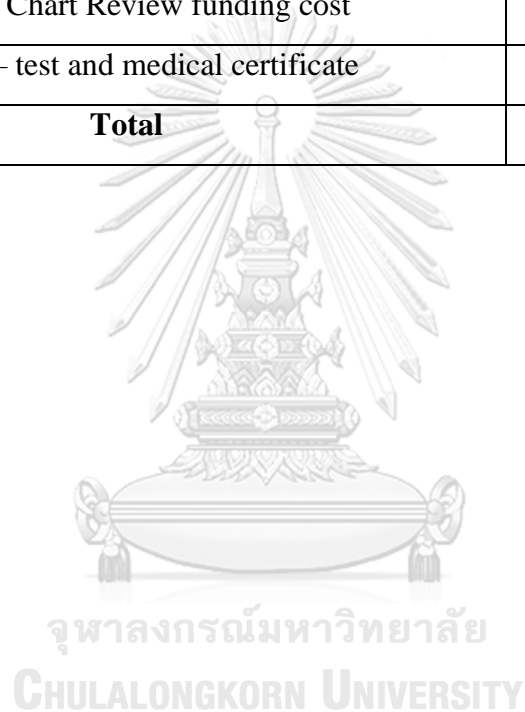 Chart Review funding cost
– test and medical certificate
Total
จุฬาลงกรณ์มหาวิทยาลัย
CHULALONGKORN UNIVERSITY